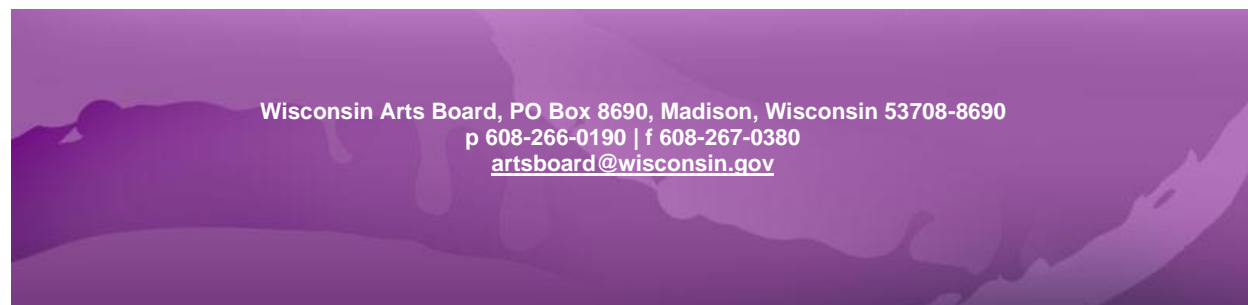 Wisconsin Arts Board, PO Box 8690, Madison, Wisconsin 53708-8690
p 608-266-0190 | f 608-267-0380
artsboard@wisconsin.gov